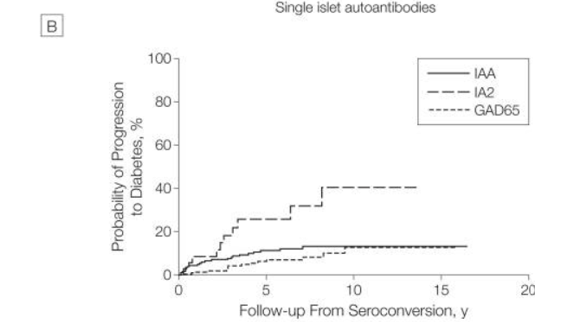 Single islet autoantibodies
B
100
80
60
40
20
0
Probability of Progression
to Diabetes, %
IAA
IA2
GAD65
0 5 10 15 20
Follow-up From Seroconversion, y